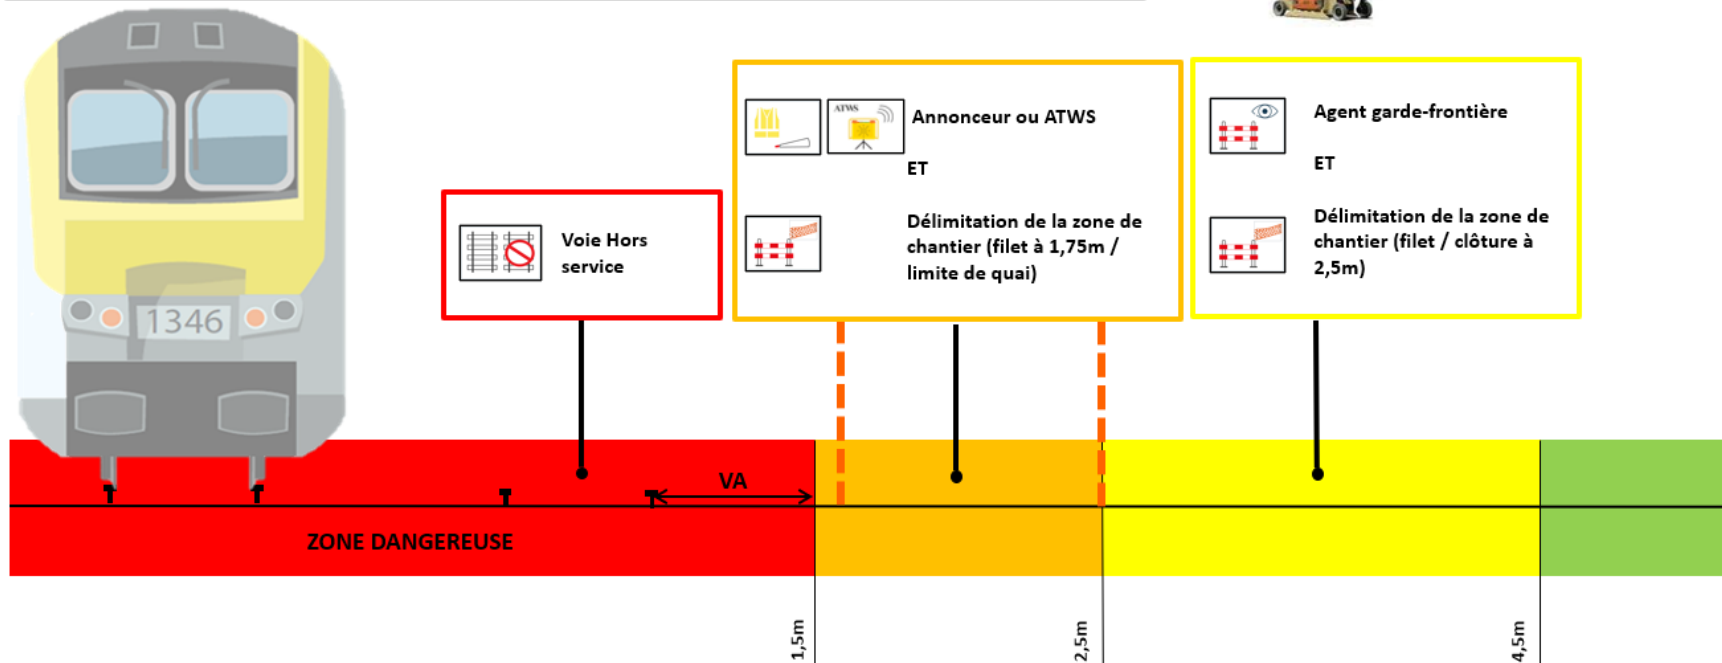 ATWS
Annonceur ou ATWS
ET
Délimitation de la zone de
chantier (filet à 1,75m /
limite de quai)
Agent garde-frontière
ET
Délimitation de la zone de
chantier (filet / clôture à
2,5m)
Voie Hors
service
1346
VA
ZONE DANGEREUSE
1,5m
2,5m
4,5m